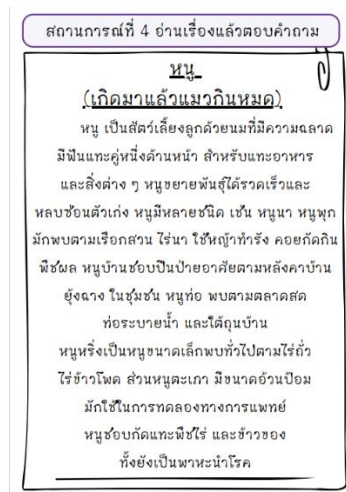 สถานการณ์ที่ 4 อ่านเรื่องแล้วตอบคำถาม
หนู
(เกิดมาแล้วแมวกินหมด)
หนู เป็นสัตว์เลี้ยงลูกด้วยนมที่มีความฉลาด
มีฟันแทะคู่หนึ่งด้านหน้า สำหรับแทะอาหาร
และสิ่งต่าง ๆ หนูขยายพันธุ์ได้รวดเร็วและ
หลบซ่อนตัวเก่ง หนูมีหลายชนิด เช่น หนูนา หนูพุก
มักพบตามเรือกสวน ไร่นา ใช้หญ้าทำรัง คอยกัดกิน
พืชผล หนูบ้านชอบปีนป่ายอาศัยตามหลังคาบ้าน
ยุ้งฉาง ในชุมชน หนูท่อ พบตามตลาดสด
ท่อระบายน้ำ และใต้ถุนบ้าน
หนูหริ่งเป็นหนูขนาดเล็กพบทั่วไปตามไร่ถั่ว
ไร่ข้าวโพด ส่วนหนูตะเภา มีขนาดอ้วนป้อม
มักใช้ในการทดลองทางการแพทย์
หนูชอบกัดแทะพืชไร่ และข้าวของ
ทั้งยังเป็นพาหะนำโรค